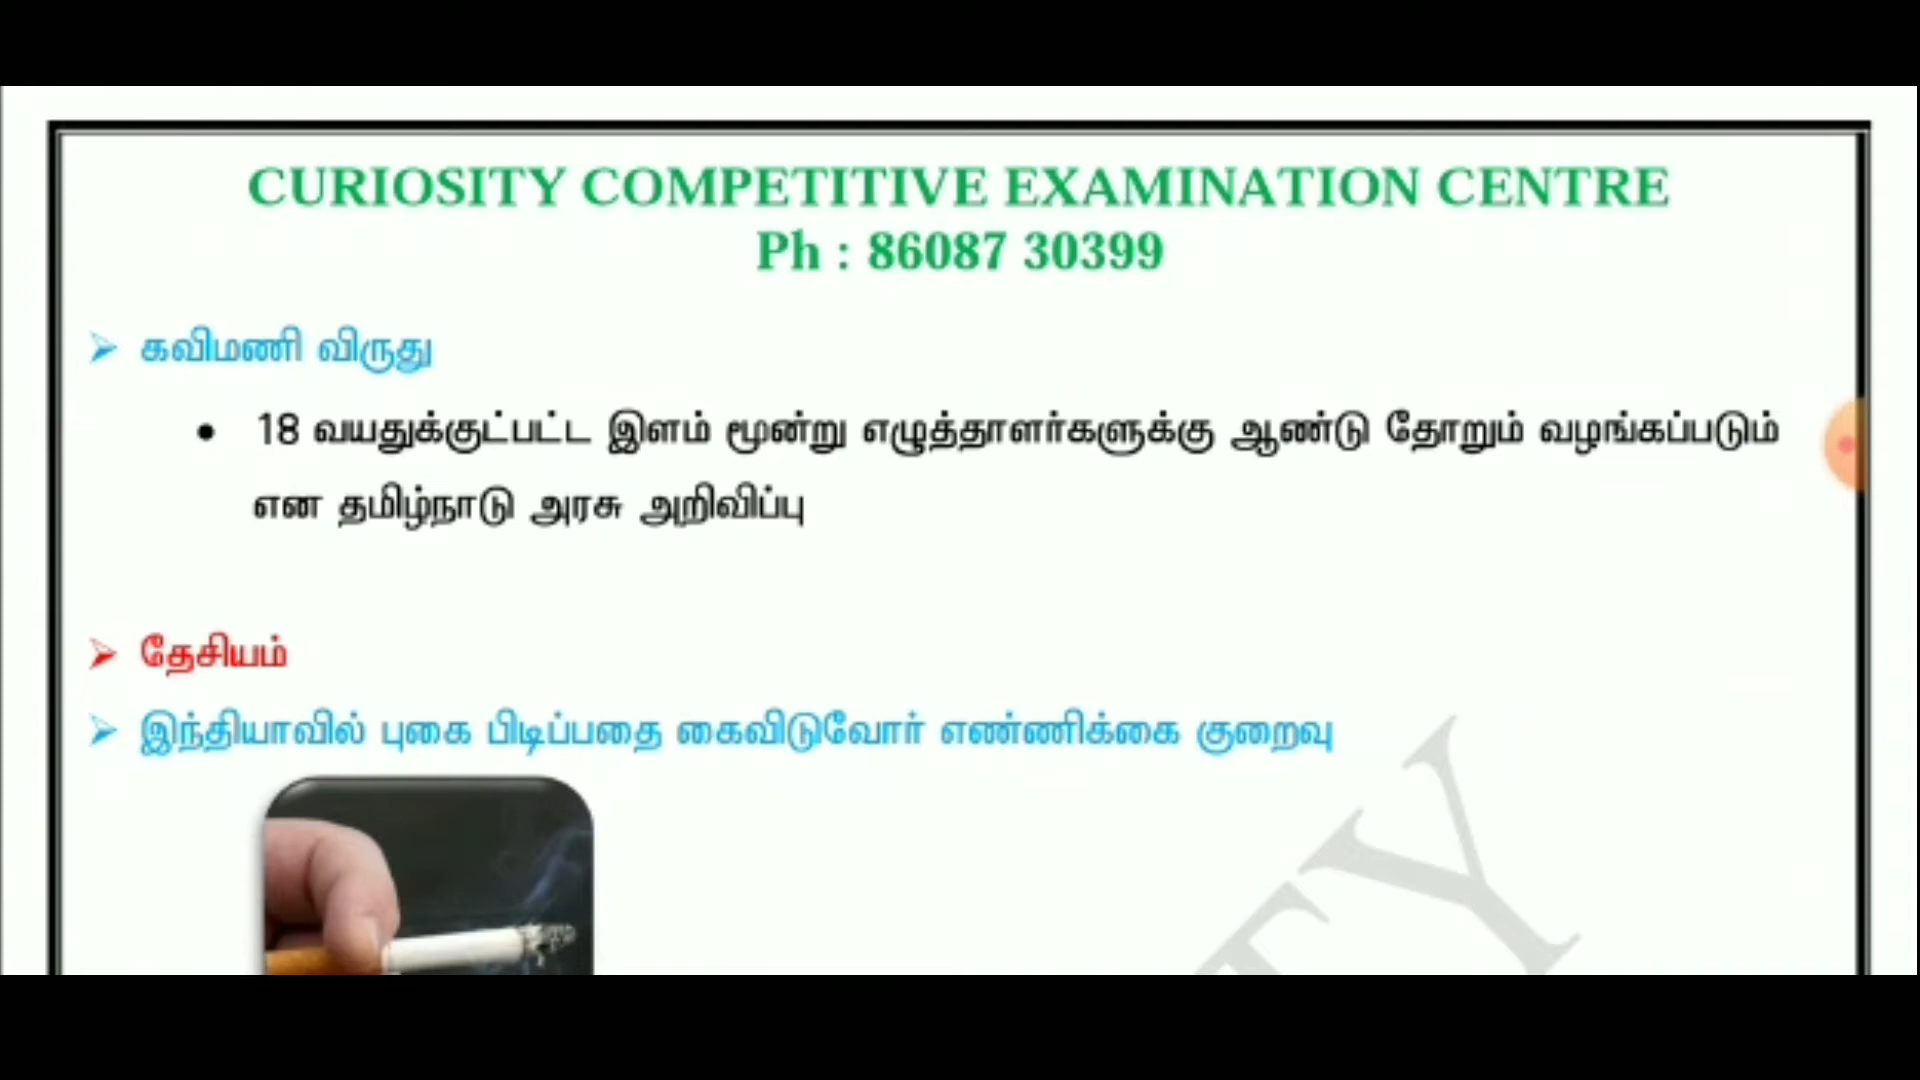 CURIOSITY COMPETITIVE EXAMINATION CENTRE
Ph : 86087 30399
கவிமணி விருது
18 வயதுக்குட்பட்ட இளம் மூன்று எழுத்தாளர்களுக்கு ஆண்டு தோறும் வழங்கப்படும்
என தமிழ்நாடு அரசு அறிவிப்பு
தேசியம்
இந்தியாவில் புகை பிடிப்பதை கைவிடுவோர் எண்ணிக்கை குறைவு
TY